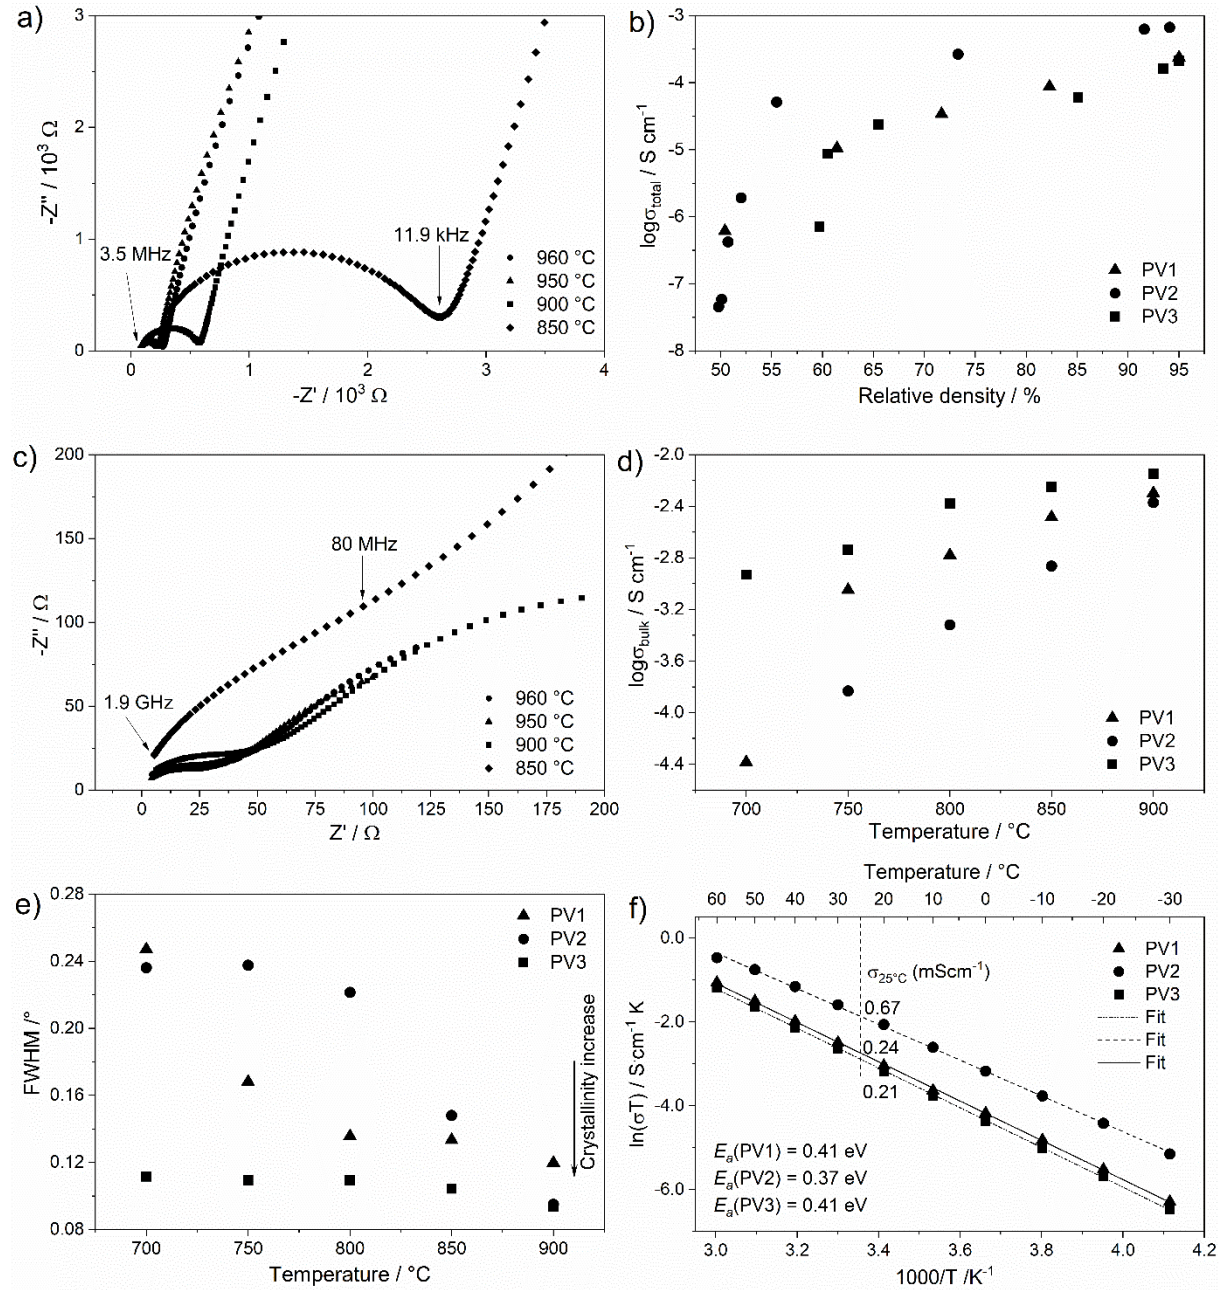 a)
3
2
1
0
-Z" / 10³ Ω
3.5 MHz
11.9 kHz
960 °C
950 °C
900 °C
850 °C
0 1 2 3 4
-Z' / 10³ Ω
b)
-3
-4
-5
-6
-7
-8
logσtotal / S cm⁻¹
PV1
PV2
PV3
50 55 60 65 70 75 80 85 90 95
Relative density / %
c)
200
150
100
50
0
-Z" / Ω
80 MHz
1.9 GHz
960 °C
950 °C
900 °C
850 °C
0 25 50 75 100 125 150 175 200
Z' / Ω
d)
-2.0
-2.4
-2.8
-3.2
-3.6
-4.0
-4.4
logσbulk / S cm⁻¹
PV1
PV2
PV3
700 750 800 850 900
Temperature / °C
e)
0.28
0.24
0.20
0.16
0.12
0.08
FWHM /°
PV1
PV2
PV3
Crystallinity increase
700 750 800 850 900
Temperature / °C
f)
Temperature / °C
60 50 40 30 20 10 0 -10 -20 -30
0.0
-2.0
-4.0
-6.0
ln(σT) / S·cm⁻¹ K
σ25°C (mScm⁻¹)
0.67
0.24
0.21
PV1
PV2
PV3
Fit
Fit
Fit
Ea(PV1) = 0.41 eV
Ea(PV2) = 0.37 eV
Ea(PV3) = 0.41 eV
3.0 3.2 3.4 3.6 3.8 4.0 4.2
1000/T /K⁻¹